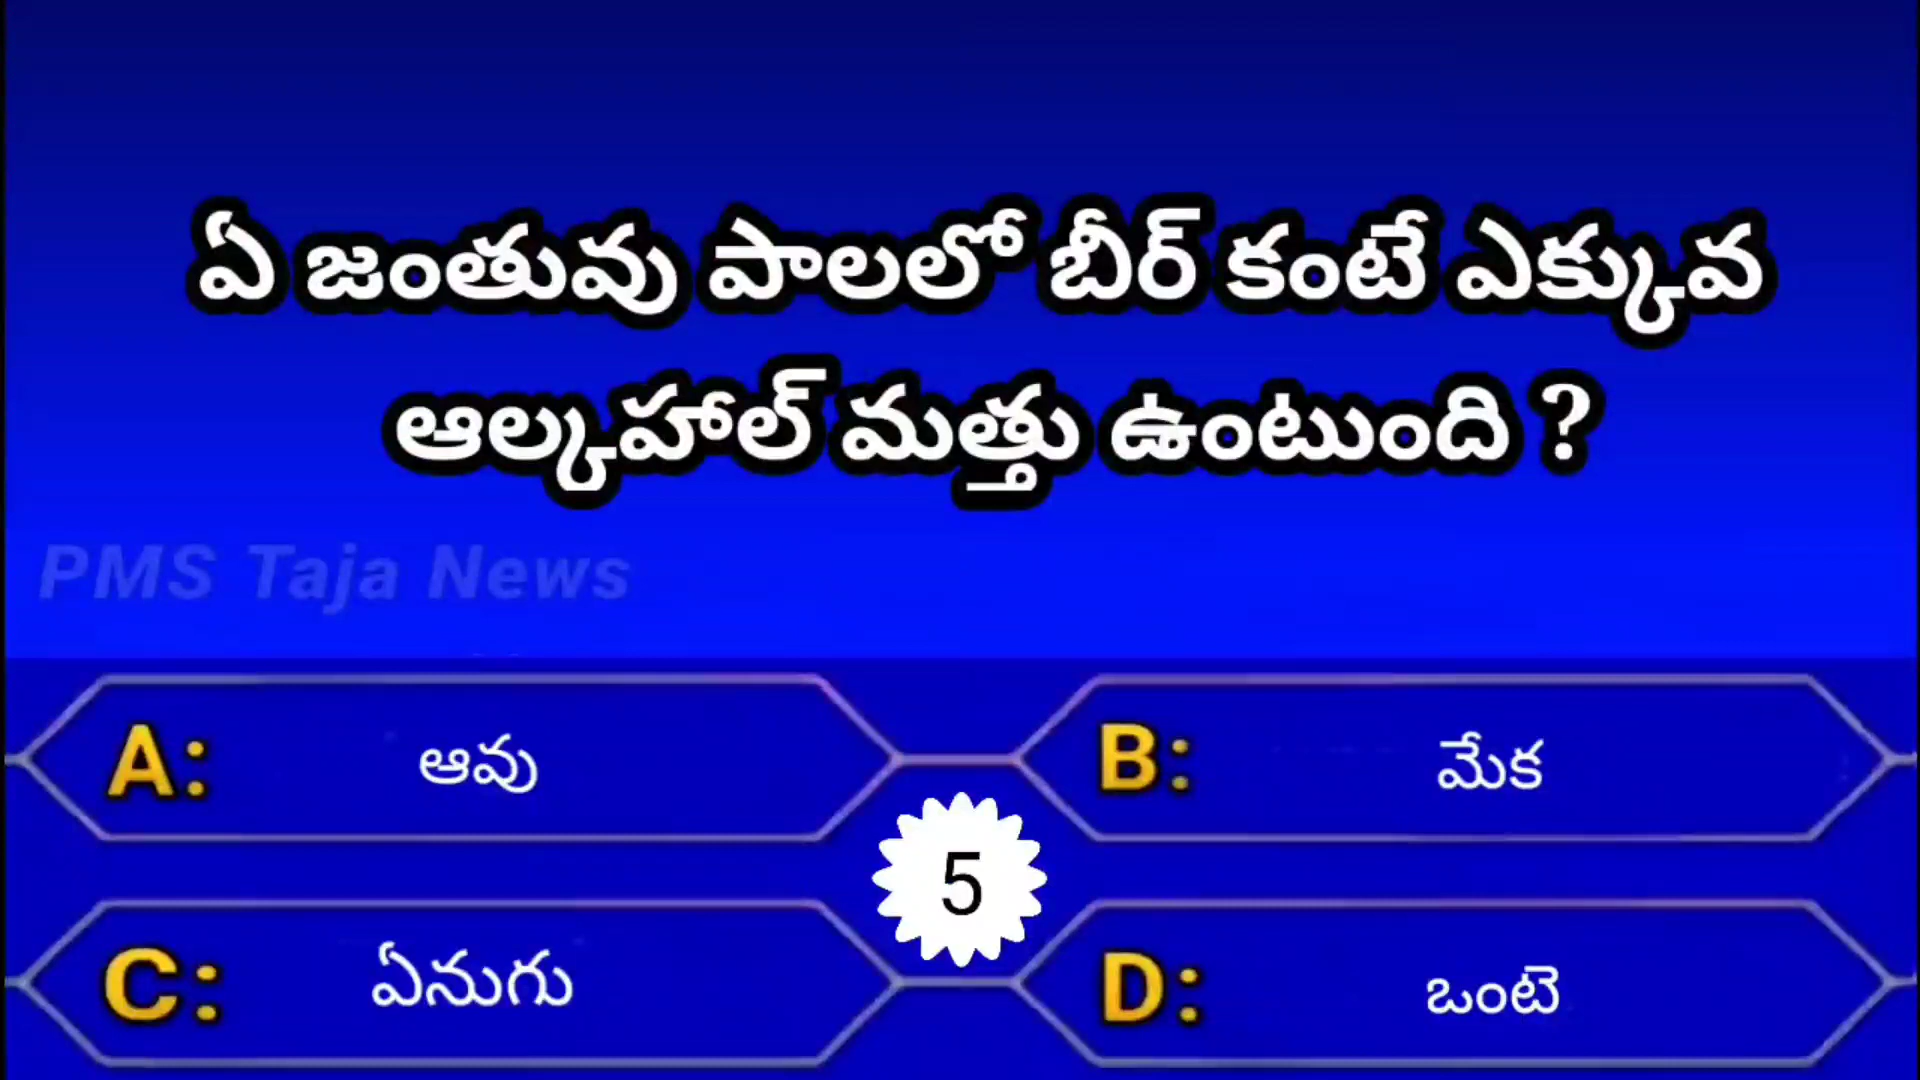 ఏ జంతువు పాలలో బీర్ కంటే ఎక్కువ
ఆల్కహాల్ మత్తు ఉంటుంది ?
PMS Taja News
A: ఆవు
B: మేక
5
C: ఏనుగు
D: ఒంటె